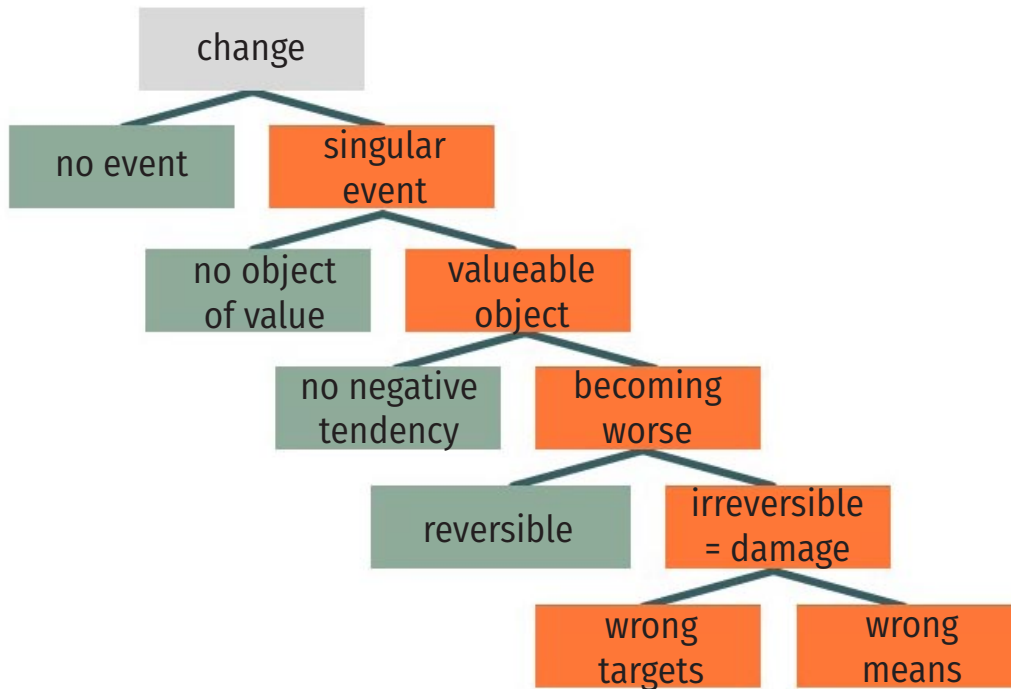 change
no event
singular
event
no object
of value
valueable
object
no negative
tendency
becoming
worse
reversible
irreversible
= damage
wrong
targets
wrong
means